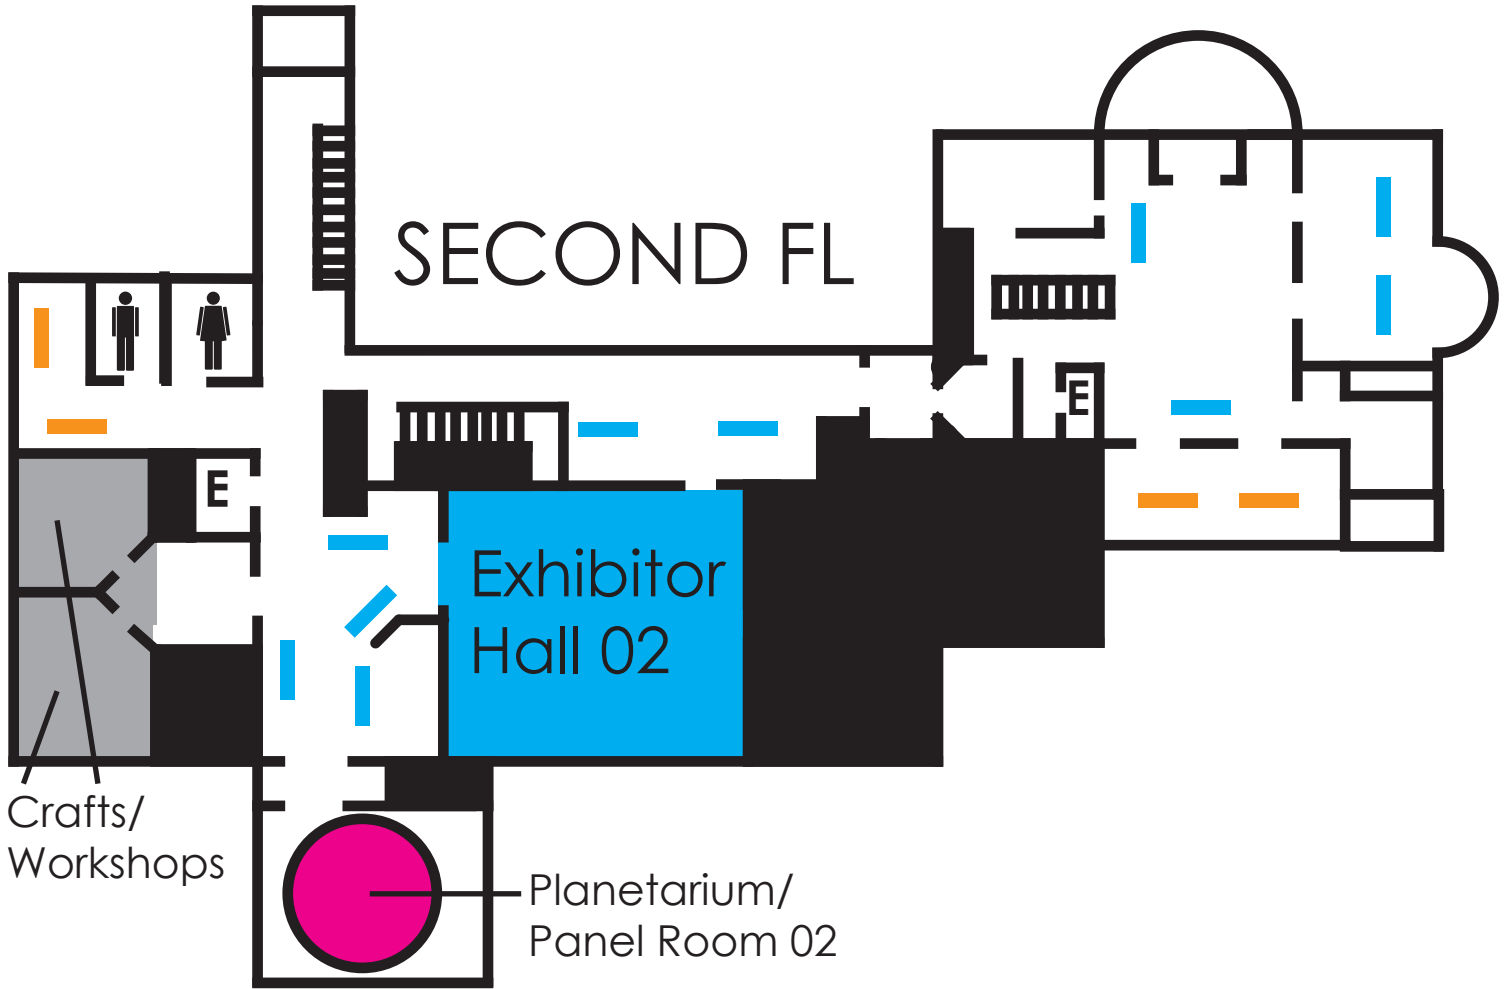 SECOND FL
E
E
Exhibitor
Hall 02
Crafts/
Workshops
Planetarium/
Panel Room 02